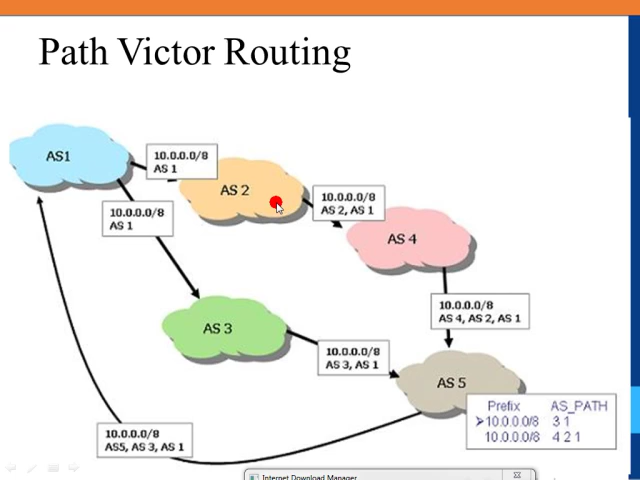 Path Victor Routing
AS1
10.0.0.0/8
AS 1
AS 2
10.0.0.0/8
AS 2, AS 1
10.0.0.0/8
AS 1
AS 4
10.0.0.0/8
AS 4, AS 2, AS 1
AS 3
10.0.0.0/8
AS 3, AS 1
AS 5
Prefix AS_PATH
➤10.0.0.0/8 3 1
10.0.0.0/8 4 2 1
10.0.0.0/8
AS5, AS 3, AS 1
Internet Download Manager